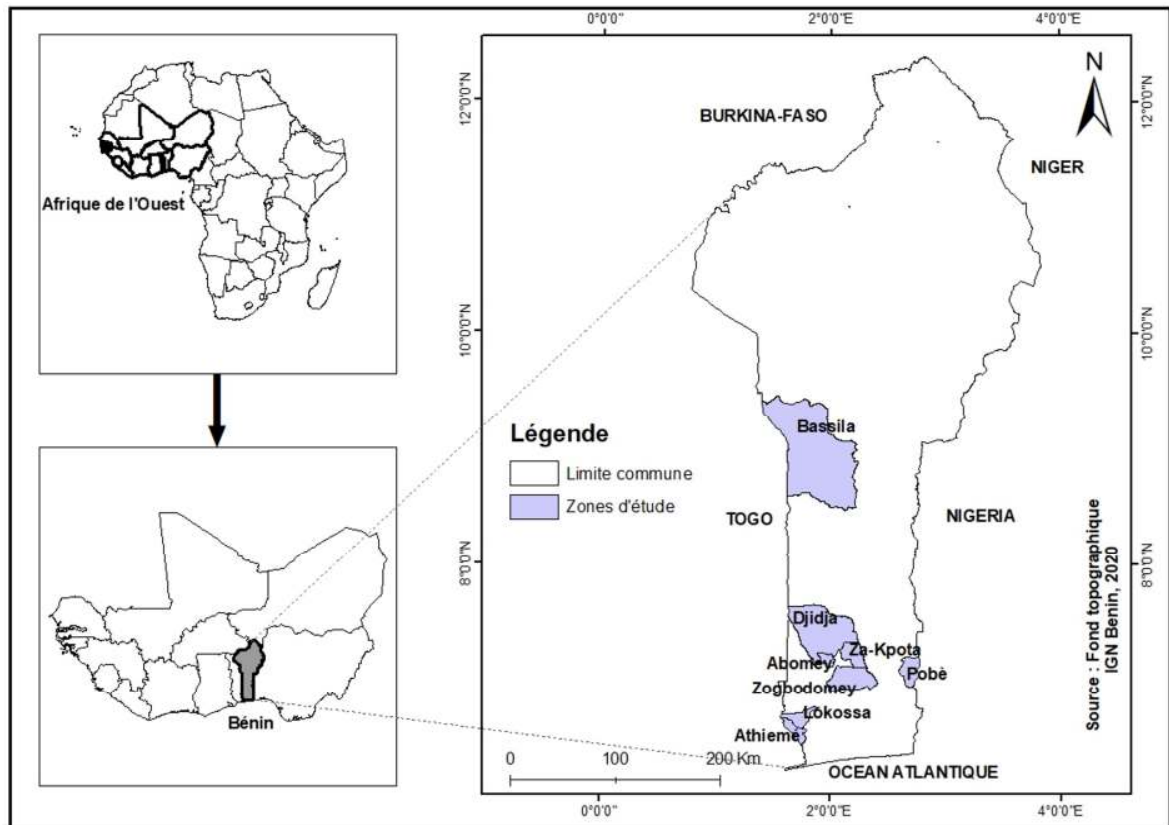 Afrique de l'Ouest
Bénin
0°0'0"
2°0'0"E
4°0'0"E
12°0'0"N
10°0'0"N
8°0'0"N
BURKINA-FASO
N
NIGER
12°0'0"N
10°0'0"N
8°0'0"N
Bassila
Légende
Limite commune
Zones d'étude
TOGO
NIGERIA
Djidja
Za-Kpota
Abomey
Pobè
Zogbodomey
Lokossa
Athiemé
0 100 200 Km
OCEAN ATLANTIQUE
Source : Fond topographique
IGN Benin, 2020
0°0'0"
2°0'0"E
4°0'0"E